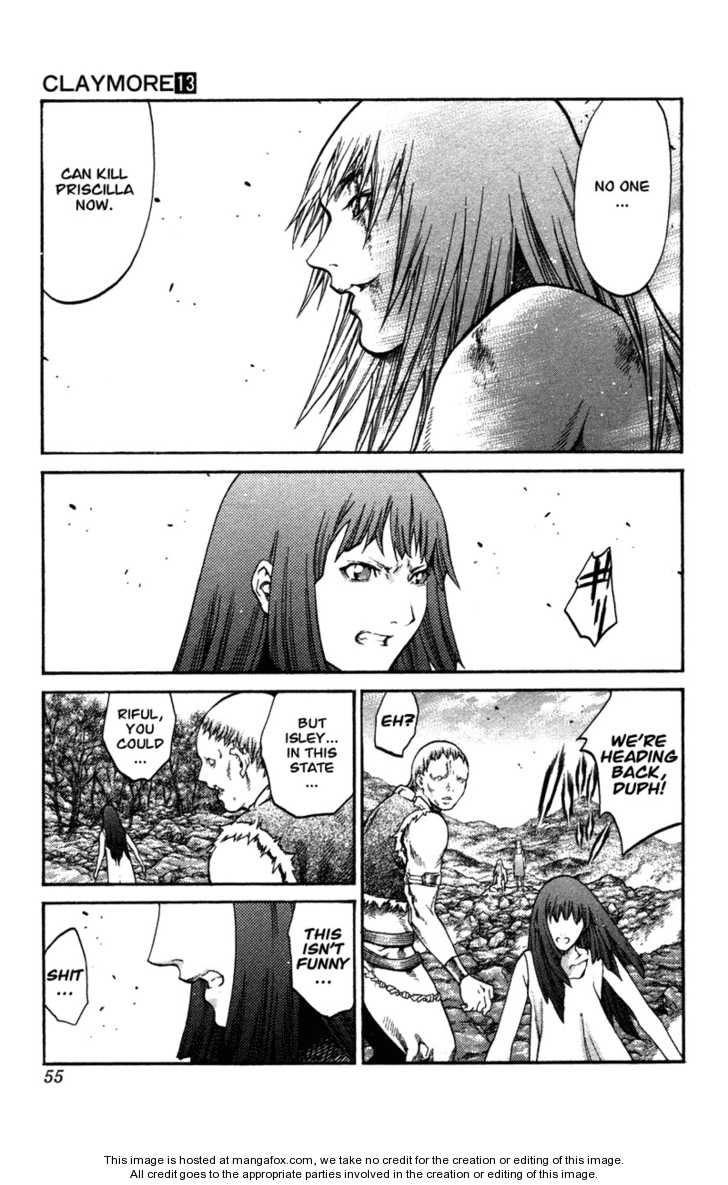 CLAYMORE 13
NO ONE
...
CAN KILL
PRISCILLA
NOW.
WE'RE
HEADING
BACK,
DUPH!
EH?
BUT
ISLEY...
IN THIS
STATE
...
RIFUL,
YOU
COULD
...
THIS
ISN'T
FUNNY
...
SHIT
...
55
This image is hosted at mangafox.com, we take no credit for the creation or editing of this image.
All credit goes to the appropriate parties involved in the creation or editing of this image.